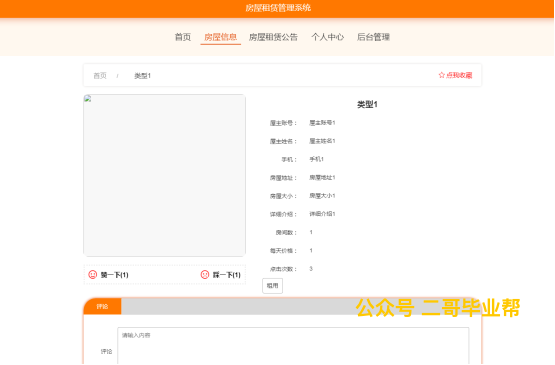 房屋租赁管理系统
首页 房屋信息 房屋租赁公告 个人中心 后台管理
首页 / 类型1 点我收藏
类型1
屋主账号： 屋主账号1
屋主姓名： 屋主姓名1
手机： 手机1
房屋地址： 房屋地址1
房屋大小： 房屋大小1
详细介绍： 详细介绍1
房间数： 1
每天价格： 1
点击次数： 3
赞一下(1) 踩一下(1) 租用
评论
公众号 二哥毕业帮
请输入内容
评论